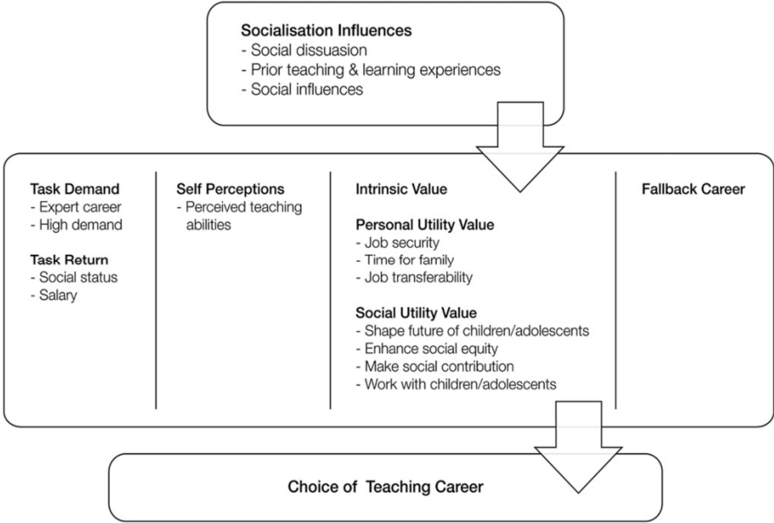 Socialisation Influences
- Social dissuasion
- Prior teaching & learning experiences
- Social influences
Task Demand
- Expert career
- High demand
Task Return
- Social status
- Salary
Self Perceptions
- Perceived teaching
abilities
Intrinsic Value
Personal Utility Value
- Job security
- Time for family
- Job transferability
Social Utility Value
- Shape future of children/adolescents
- Enhance social equity
- Make social contribution
- Work with children/adolescents
Fallback Career
Choice of Teaching Career